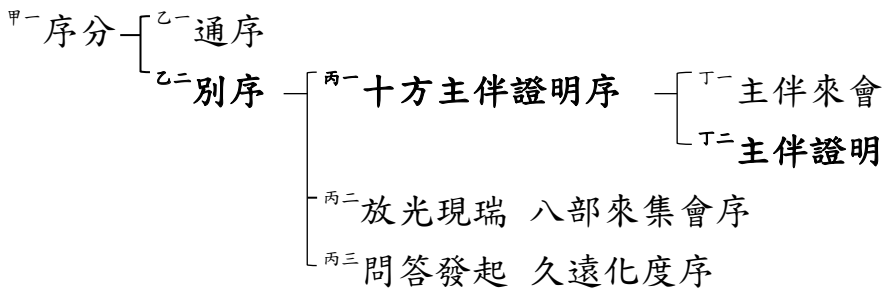 甲一序分 乙一通序
乙二別序 丙一十方主伴證明序 丁一主伴來會
丁二主伴證明
丙二放光現瑞 八部來集會序
丙三問答發起 久遠化度序